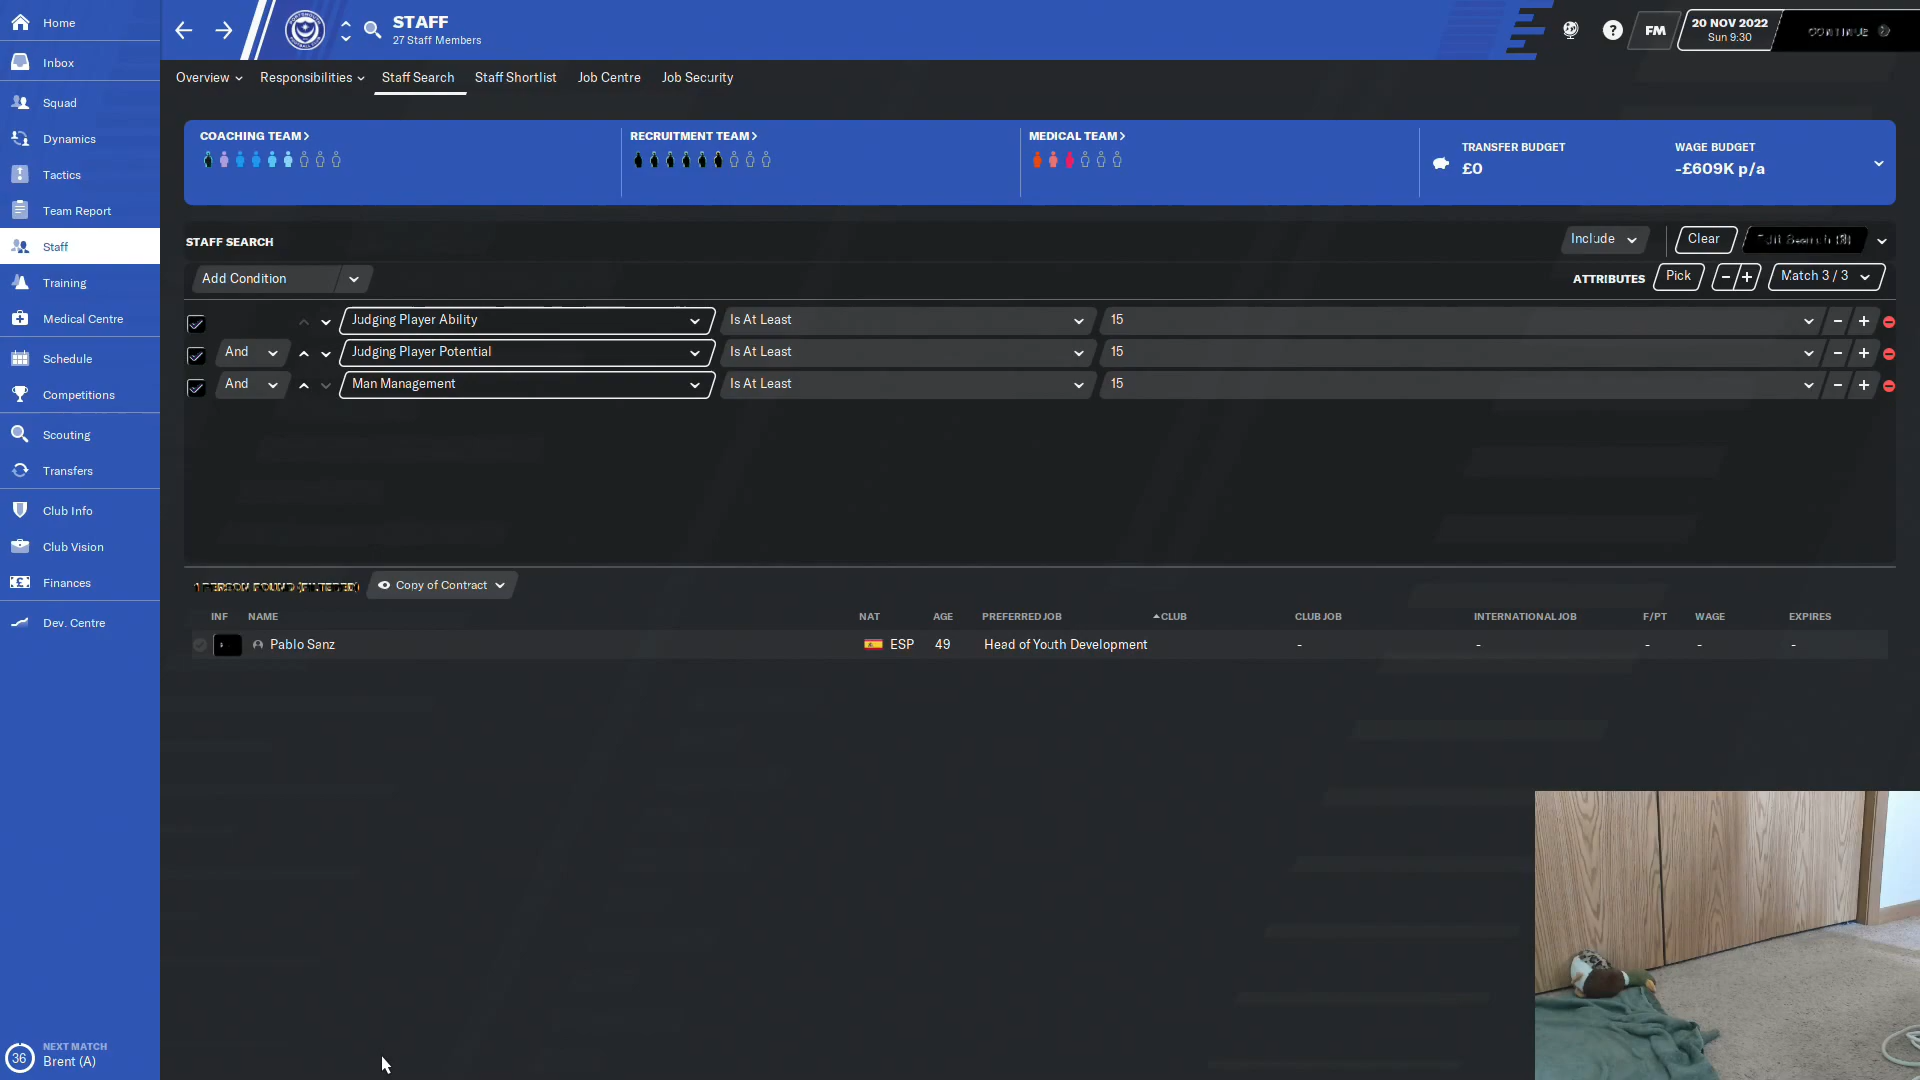 Home
Inbox
Squad
Dynamics
Tactics
Team Report
Staff
Training
Medical Centre
Schedule
Competitions
Scouting
Transfers
Club Info
Club Vision
Finances
Dev. Centre
36 NEXT MATCH
Brent (A)
STAFF
27 Staff Members
? FM 20 NOV 2022
Sun 9:30
CONTINUE
Overview Responsibilities Staff Search Staff Shortlist Job Centre Job Security
COACHING TEAM RECRUITMENT TEAM MEDICAL TEAM
TRANSFER BUDGET WAGE BUDGET
£0 -£609K p/a
STAFF SEARCH Include Clear
Add Condition ATTRIBUTES Pick - + Match 3 / 3
Judging Player Ability Is At Least 15 - +
And Judging Player Potential Is At Least 15 - +
And Man Management Is At Least 15 - +
Copy of Contract
INF NAME NAT AGE PREFERRED JOB CLUB CLUB JOB INTERNATIONAL JOB F/PT WAGE EXPIRES
Pablo Sanz ESP 49 Head of Youth Development - - - - -